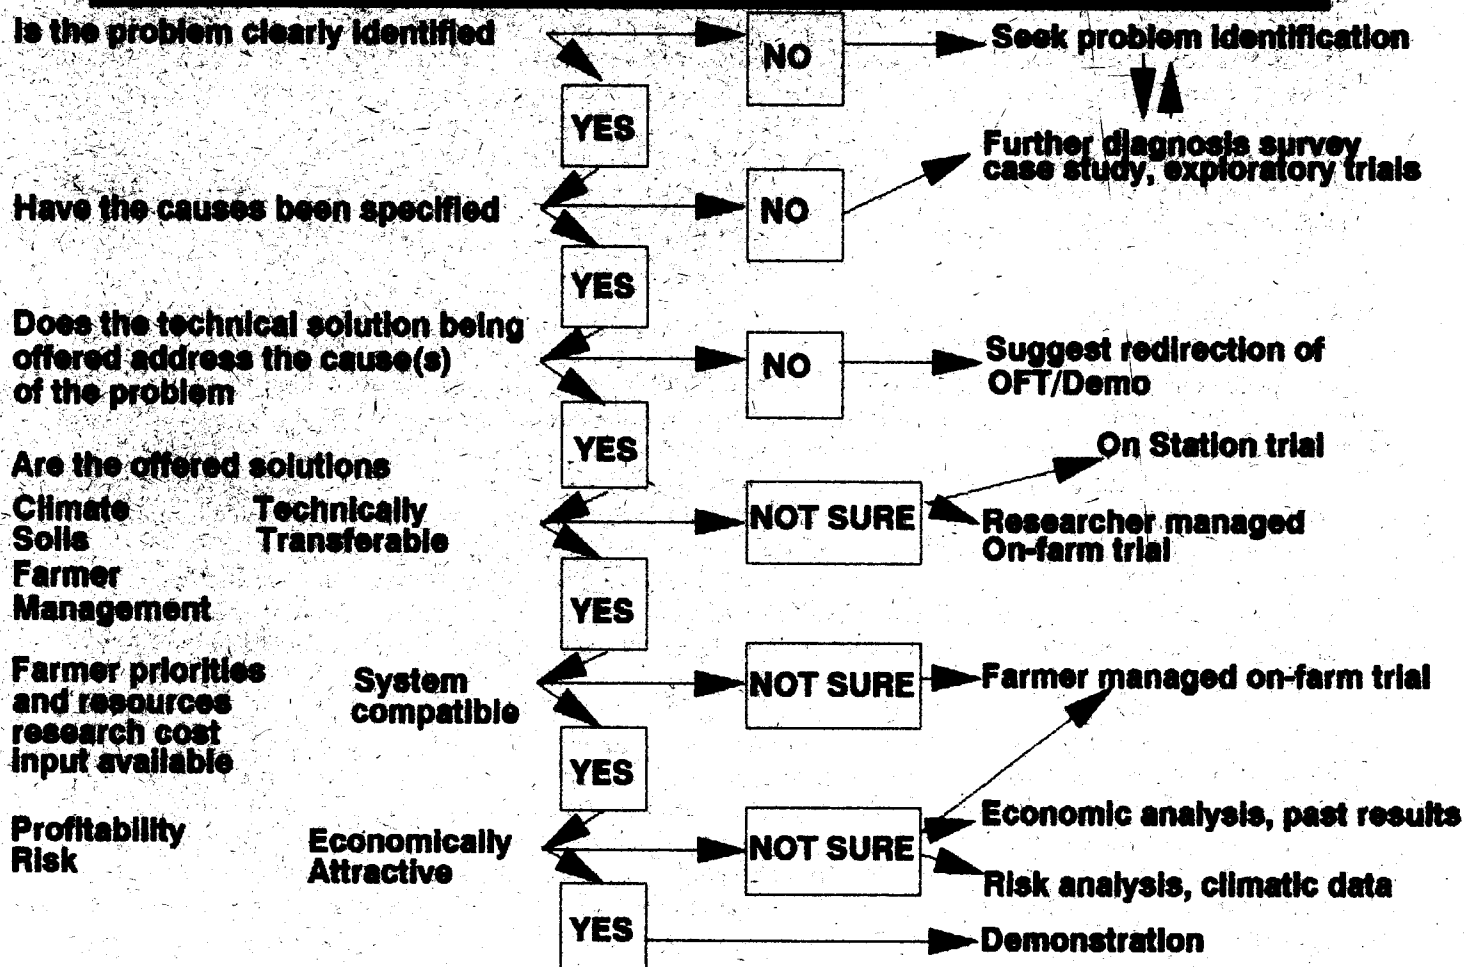 Is the problem clearly identified
NO
Seek problem identification
YES
Further diagnosis survey
case study, exploratory trials
Have the causes been specified
NO
YES
Does the technical solution being
offered address the cause(s)
of the problem
NO
Suggest redirection of
OFT/Demo
YES
On Station trial
Are the offered solutions
Climate
Soils
Technically
Transferable
NOT SURE
Researcher managed
On-farm trial
Farmer
Management
YES
Farmer priorities
and resources
research cost
input available
System
compatible
NOT SURE
Farmer managed on-farm trial
YES
Profitability
Risk
Economically
Attractive
NOT SURE
Economic analysis, past results
Risk analysis, climatic data
YES
Demonstration